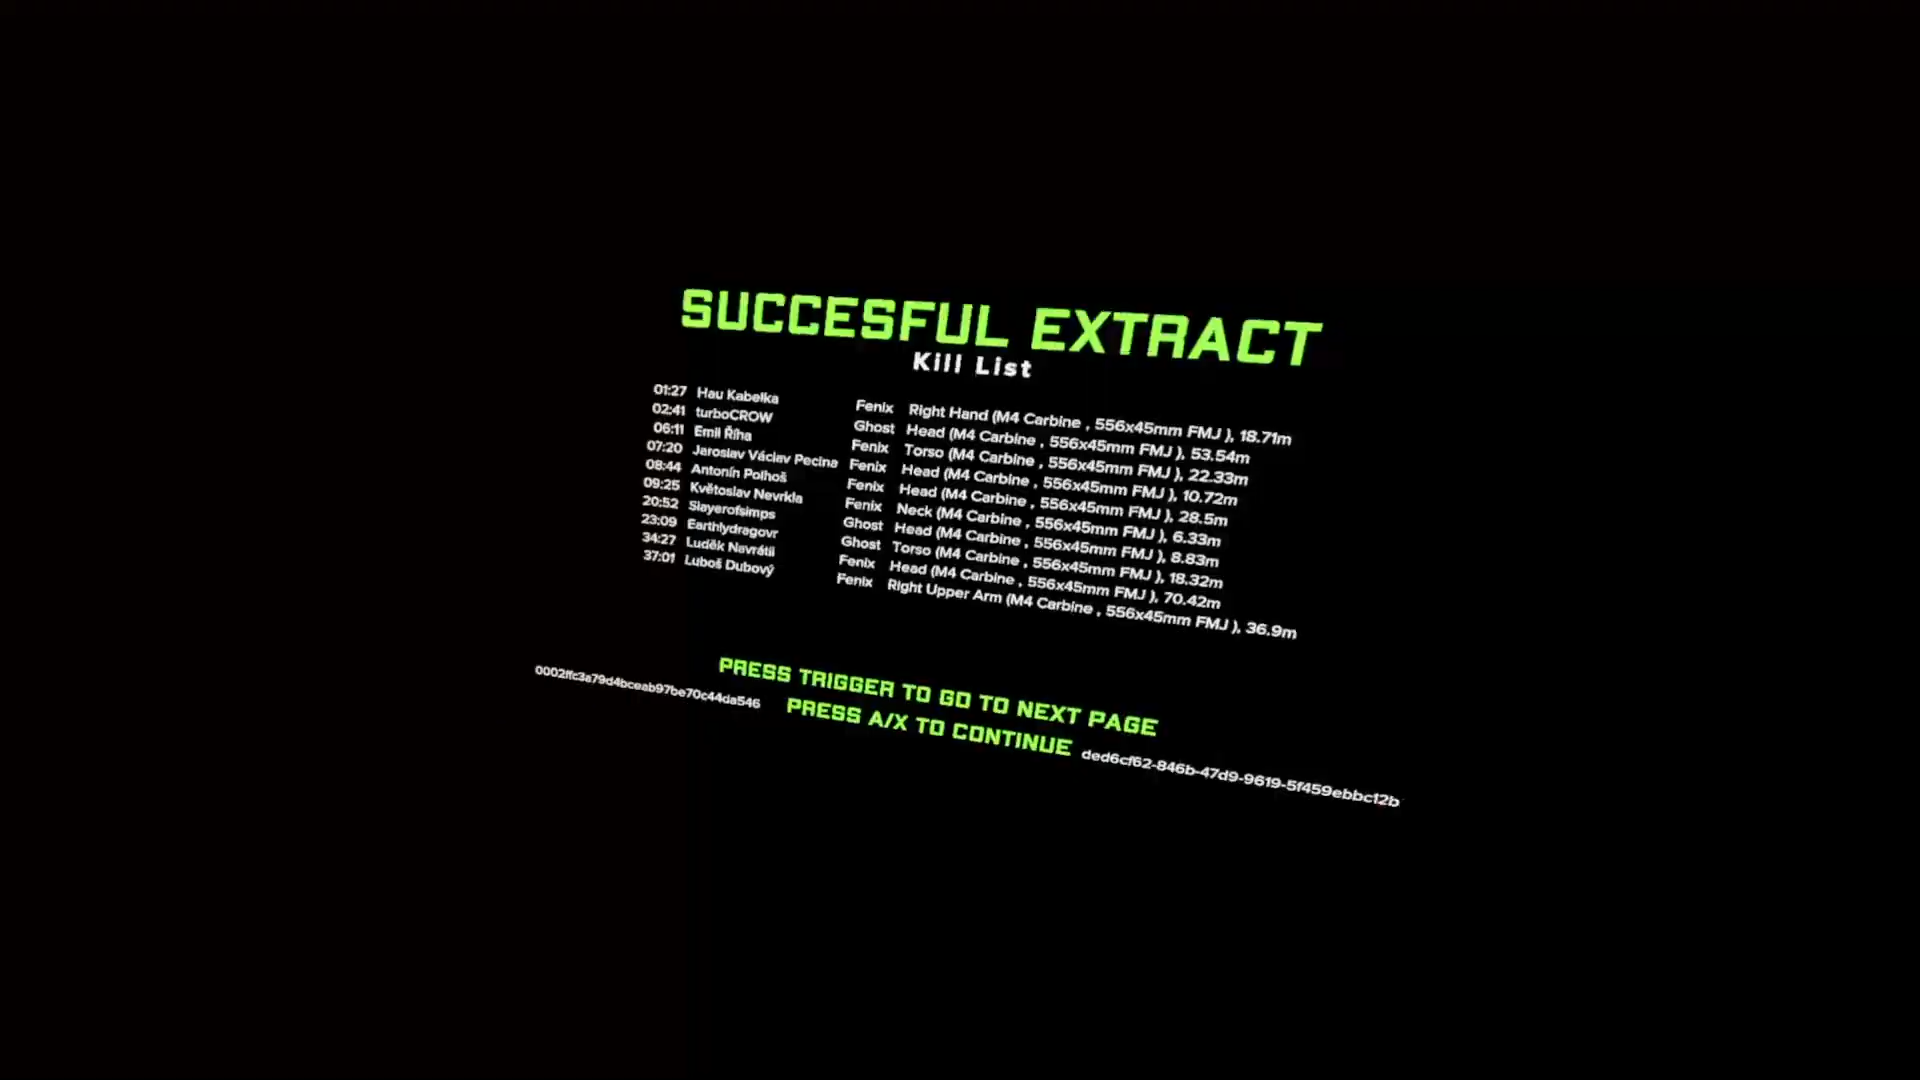 SUCCESFUL EXTRACT
Kill List
01:27 Hau Kabelka Fenix Right Hand (M4 Carbine , 556x45mm FMJ ), 18.71m
02:41 turboCROW Ghost Head (M4 Carbine , 556x45mm FMJ ), 53.54m
06:11 Emil Říha Fenix Torso (M4 Carbine , 556x45mm FMJ ), 22.33m
07:20 Jaroslav Václav Pecina Fenix Head (M4 Carbine , 556x45mm FMJ ), 10.72m
08:44 Antonín Polhoš Fenix Head (M4 Carbine , 556x45mm FMJ ), 28.5m
09:25 Květoslav Nevrkla Fenix Neck (M4 Carbine , 556x45mm FMJ ), 6.33m
20:52 Slayerofsimps Ghost Head (M4 Carbine , 556x45mm FMJ ), 8.83m
23:09 Earthlydragovr Ghost Torso (M4 Carbine , 556x45mm FMJ ), 18.32m
34:27 Luděk Navrátil Fenix Head (M4 Carbine , 556x45mm FMJ ), 70.42m
37:01 Luboš Dubový Fenix Right Upper Arm (M4 Carbine , 556x45mm FMJ ), 36.9m
PRESS TRIGGER TO GO TO NEXT PAGE
0002ffc3a79d4bceab97be70c44da546
PRESS A/X TO CONTINUE
ded6cf62-846b-47d9-9619-5f459ebbc12b